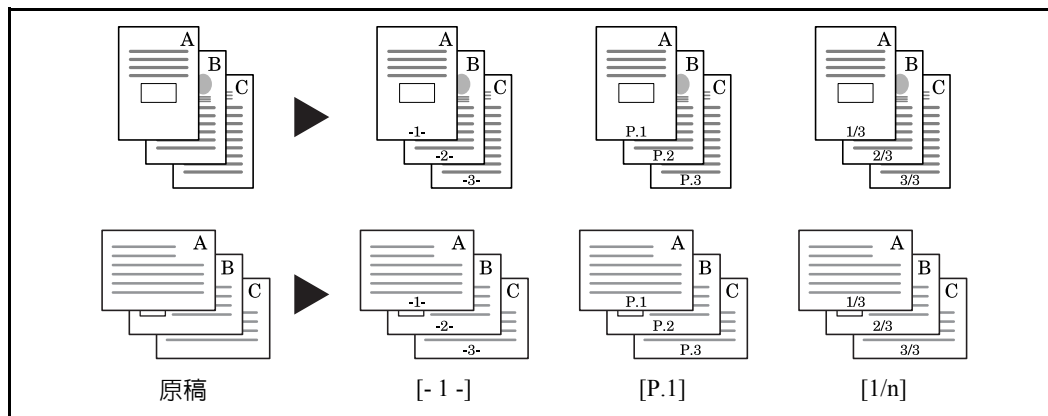 A A A A
B B B B
C C C C
-1- P.1 1/3
-2- P.2 2/3
-3- P.3 3/3
A A A A
B B B B
C C C C
-1- P.1 1/3
-2- P.2 2/3
-3- P.3 3/3
原稿 [- 1 -] [P.1] [1/n]